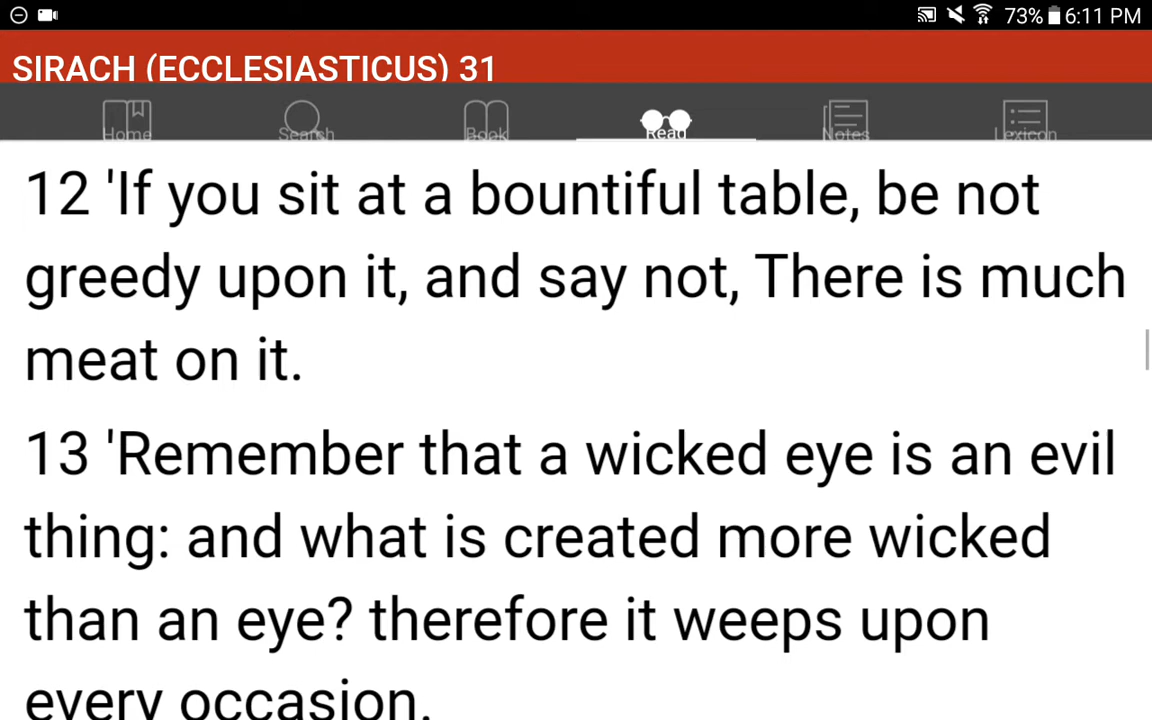 73% 6:11 PM
SIRACH (ECCLESIASTICUS) 31
Home Search Book Read Notes Lexicon
12 'If you sit at a bountiful table, be not
greedy upon it, and say not, There is much
meat on it.
13 'Remember that a wicked eye is an evil
thing: and what is created more wicked
than an eye? therefore it weeps upon
every occasion.